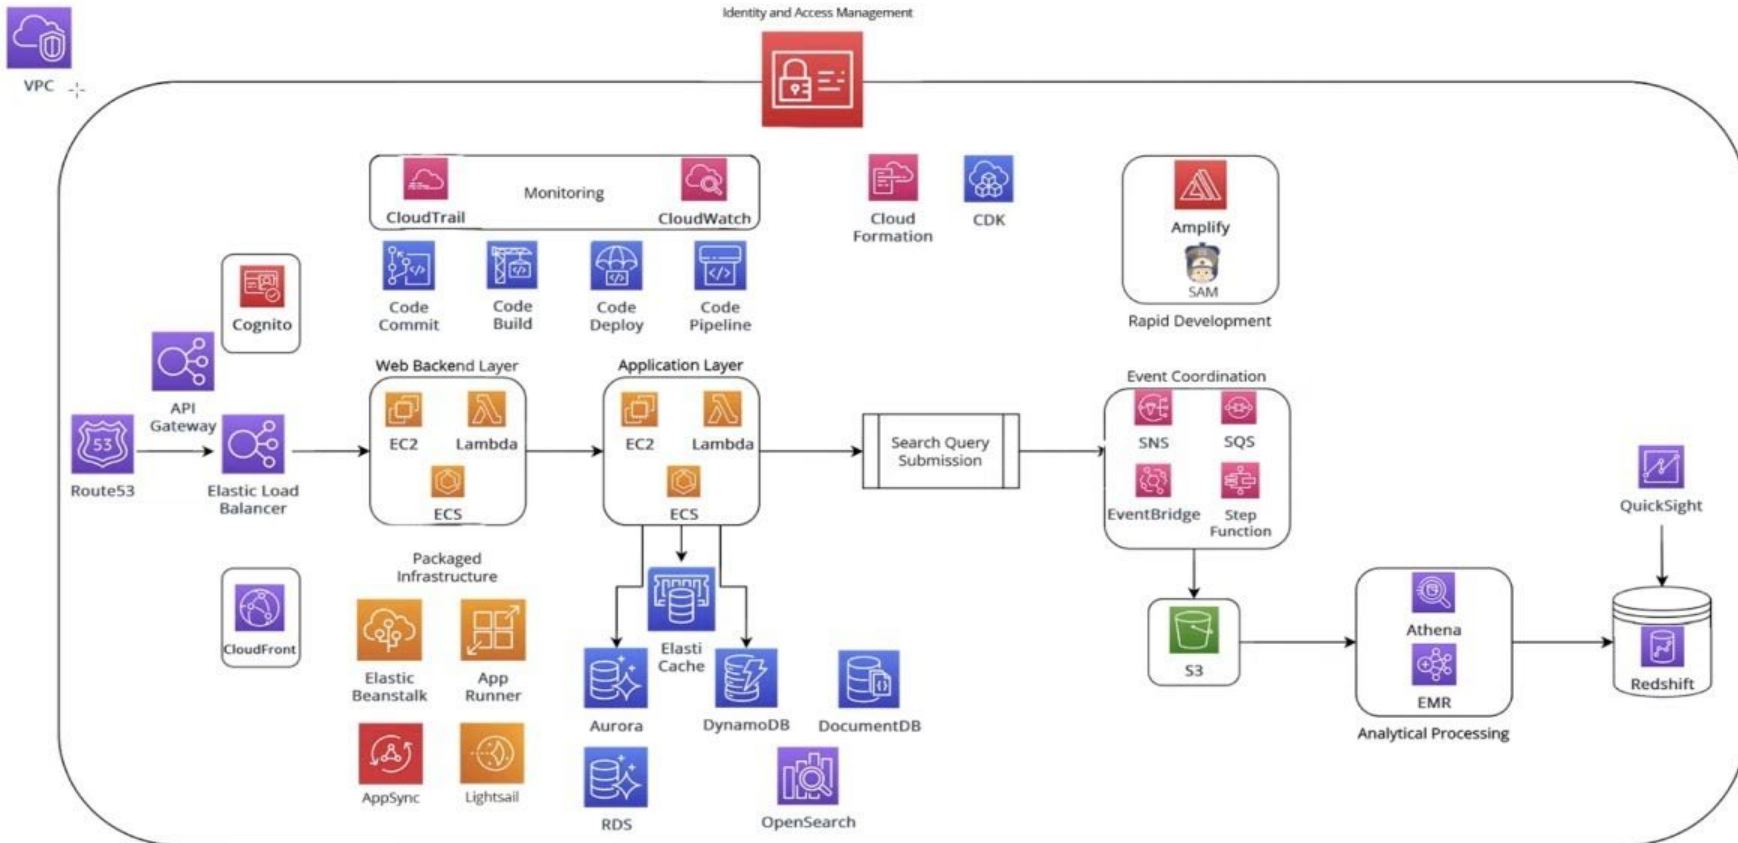 Identity and Access Management
VPC
Monitoring
CloudTrail
CloudWatch
Cloud
Formation
CDK
Amplify
SAM
Rapid Development
Code
Commit
Code
Build
Code
Deploy
Code
Pipeline
Cognito
Web Backend Layer
Application Layer
Event Coordination
API
Gateway
53
Route53
Elastic Load
Balancer
EC2
Lambda
ECS
EC2
Lambda
ECS
Search Query
Submission
SNS
SQS
EventBridge
Step
Function
QuickSight
Packaged
Infrastructure
CloudFront
Elastic
Beanstalk
App
Runner
Elasti
Cache
Aurora
DynamoDB
DocumentDB
S3
Athena
EMR
Analytical Processing
Redshift
AppSync
Lightsail
RDS
OpenSearch